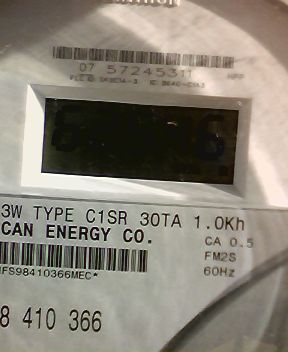 07 57245311
3W TYPE C1SR 30TA 1.0Kh
CAN ENERGY CO.
CA 0.5
FM2S
60Hz
IFS98410366MEC*
8 410 366